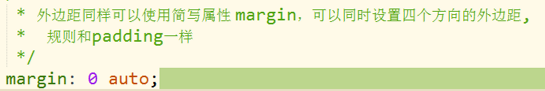 * 外边距同样可以使用简写属性 margin，可以同时设置四个方向的外边距,
* 规则和padding一样
*/
margin: 0 auto;